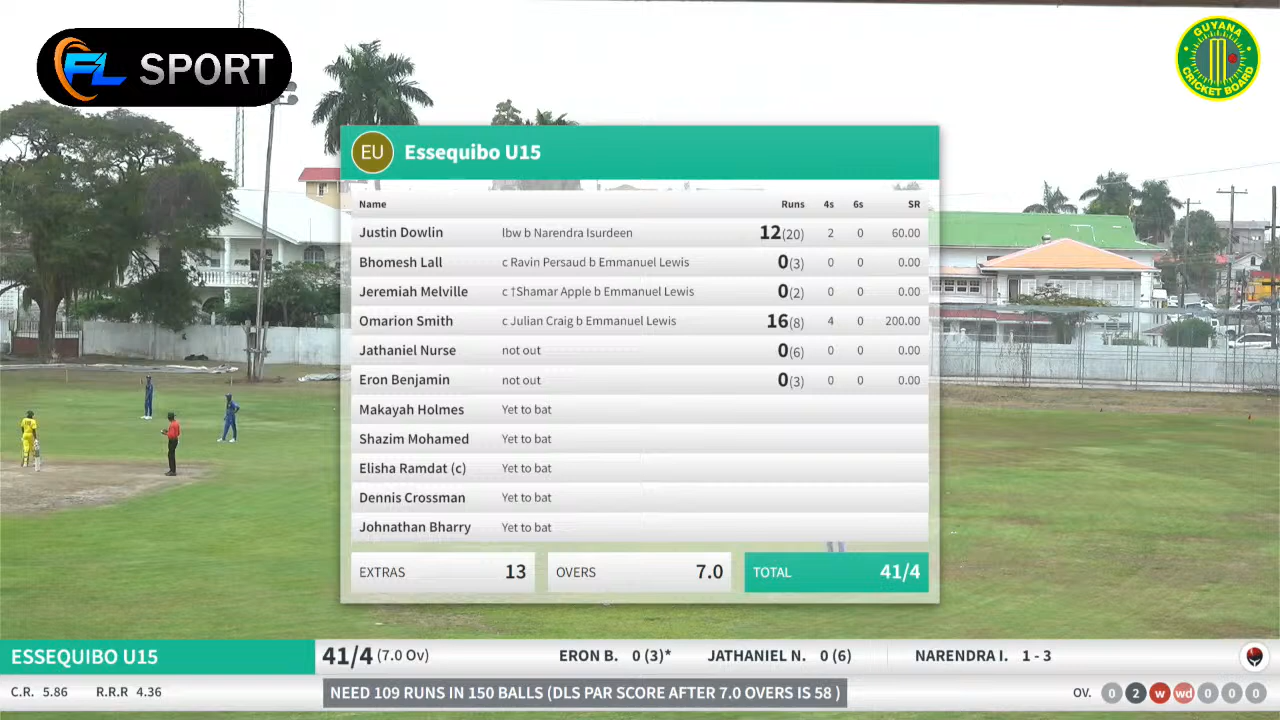 FL SPORT
GUYANA
CRICKET BOARD
EU Essequibo U15
Name Runs 4s 6s SR
Justin Dowlin lbw b Narendra Isurdeen 12(20) 2 0 60.00
Bhomesh Lall c Ravin Persaud b Emmanuel Lewis 0(3) 0 0 0.00
Jeremiah Melville c †Shamar Apple b Emmanuel Lewis 0(2) 0 0 0.00
Omarion Smith c Julian Craig b Emmanuel Lewis 16(8) 4 0 200.00
Jathaniel Nurse not out 0(6) 0 0 0.00
Eron Benjamin not out 0(3) 0 0 0.00
Makayah Holmes Yet to bat
Shazim Mohamed Yet to bat
Elisha Ramdat (c) Yet to bat
Dennis Crossman Yet to bat
Johnathan Bharry Yet to bat
EXTRAS 13 OVERS 7.0 TOTAL 41/4
ESSEQUIBO U15 41/4 (7.0 Ov) ERON B. 0 (3)* JATHANIEL N. 0 (6) NARENDRA I. 1 - 3
C.R. 5.86 R.R.R 4.36 NEED 109 RUNS IN 150 BALLS (DLS PAR SCORE AFTER 7.0 OVERS IS 58 ) OV. 0 2 w wd 0 0 0